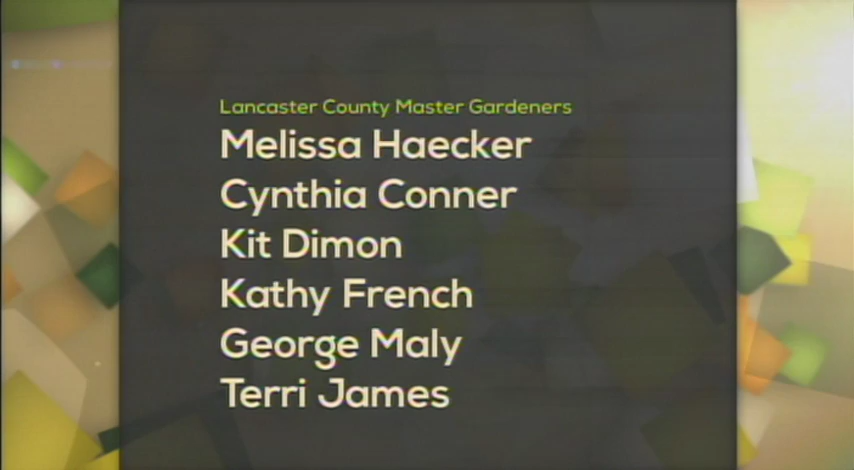 Lancaster County Master Gardeners
Melissa Haecker
Cynthia Conner
Kit Dimon
Kathy French
George Maly
Terri James